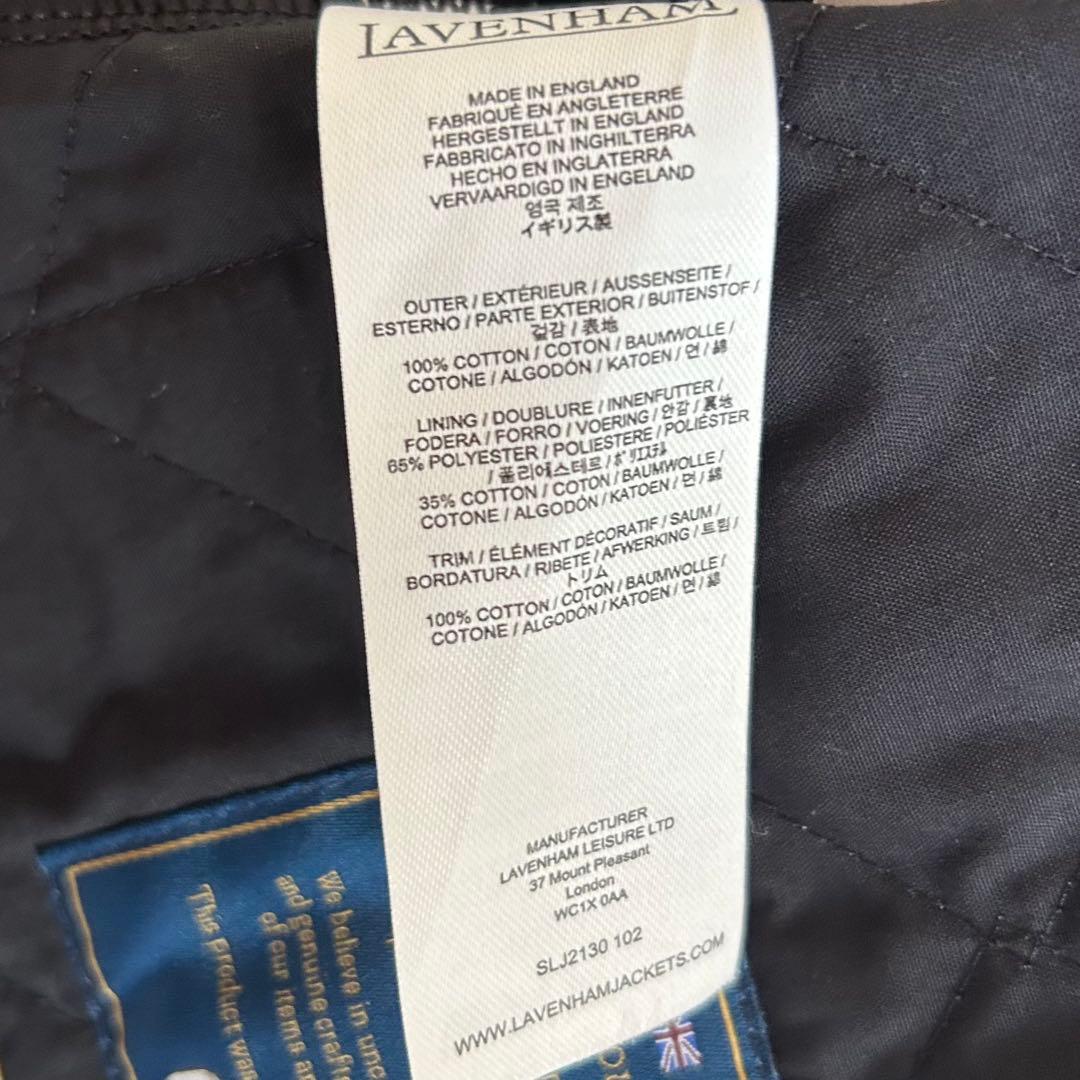 LAVENHAM
MADE IN ENGLAND
FABRIQUÉ EN ANGLETERRE
HERGESTELLT IN ENGLAND
FABBRICATO IN INGHILTERRA
HECHO EN INGLATERRA
VERVAARDIGD IN ENGELAND
영국 제조
イギリス製
OUTER / EXTÉRIEUR / AUSSENSEITE /
ESTERNO / PARTE EXTERIOR / BUITENSTOF /
겉감 / 表地
100% COTTON / COTON / BAUMWOLLE /
COTONE / ALGODÓN / KATOEN / 면 / 綿
LINING / DOUBLURE / INNENFUTTER /
FODERA / FORRO / VOERING / 안감 / 裏地
65% POLYESTER / POLIESTERE / POLIÉSTER
/ 폴리에스테르 / ﾎﾟﾘｴｽﾃﾙ
35% COTTON / COTON / BAUMWOLLE /
COTONE / ALGODÓN / KATOEN / 면 / 綿
TRIM / ÉLÉMENT DÉCORATIF / SAUM /
BORDATURA / RIBETE / AFWERKING / 트림 /
トリム
100% COTTON / COTON / BAUMWOLLE /
COTONE / ALGODÓN / KATOEN / 면 / 綿
MANUFACTURER
LAVENHAM LEISURE LTD
37 Mount Pleasant
London
WC1X 0AA
SLJ2130 102
WWW.LAVENHAMJACKETS.COM
We believe in
and genuine
of our items
This product